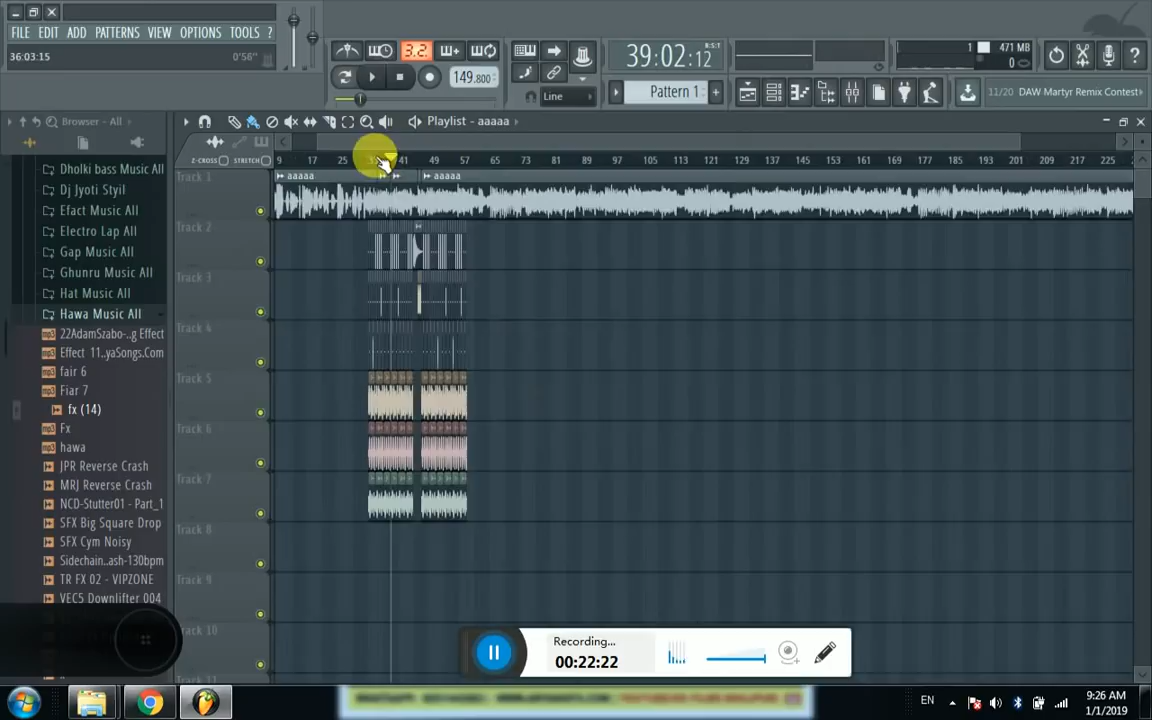 FILE EDIT ADD PATTERNS VIEW OPTIONS TOOLS ?
36:03:15 0'56"
3.2.
149.800
39:02:12
B:S:T
Line
Pattern 1
1 471 MB
0
11/20 DAW Martyr Remix Contest
Browser - All
Playlist - aaaaa
Z-CROSS STRETCH
9 17 25 33 41 49 57 65 73 81 89 97 105 113 121 129 137 145 153 161 169 177 185 193 201 209 217 225
Dholki bass Music All
Dj Jyoti Styil
Efact Music All
Electro Lap All
Gap Music All
Ghunru Music All
Hat Music All
Hawa Music All
22AdamSzabo-..g Effect
Effect 11..yaSongs.Com
fair 6
Fiar 7
fx (14)
Fx
hawa
JPR Reverse Crash
MRJ Reverse Crash
NCD-Stutter01 - Part_1
SFX Big Square Drop
SFX Cym Noisy
Sidechain..ash-130bpm
TR FX 02 - VIPZONE
VEC5 Downlifter 004
Track 1
aaaaa
aaaaa
Track 2
Track 3
Track 4
Track 5
Track 6
Track 7
Track 8
Track 9
Track 10
Recording...
00:22:22
EN
9:26 AM
1/1/2019